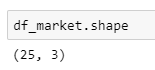 df_market.shape
(25, 3)